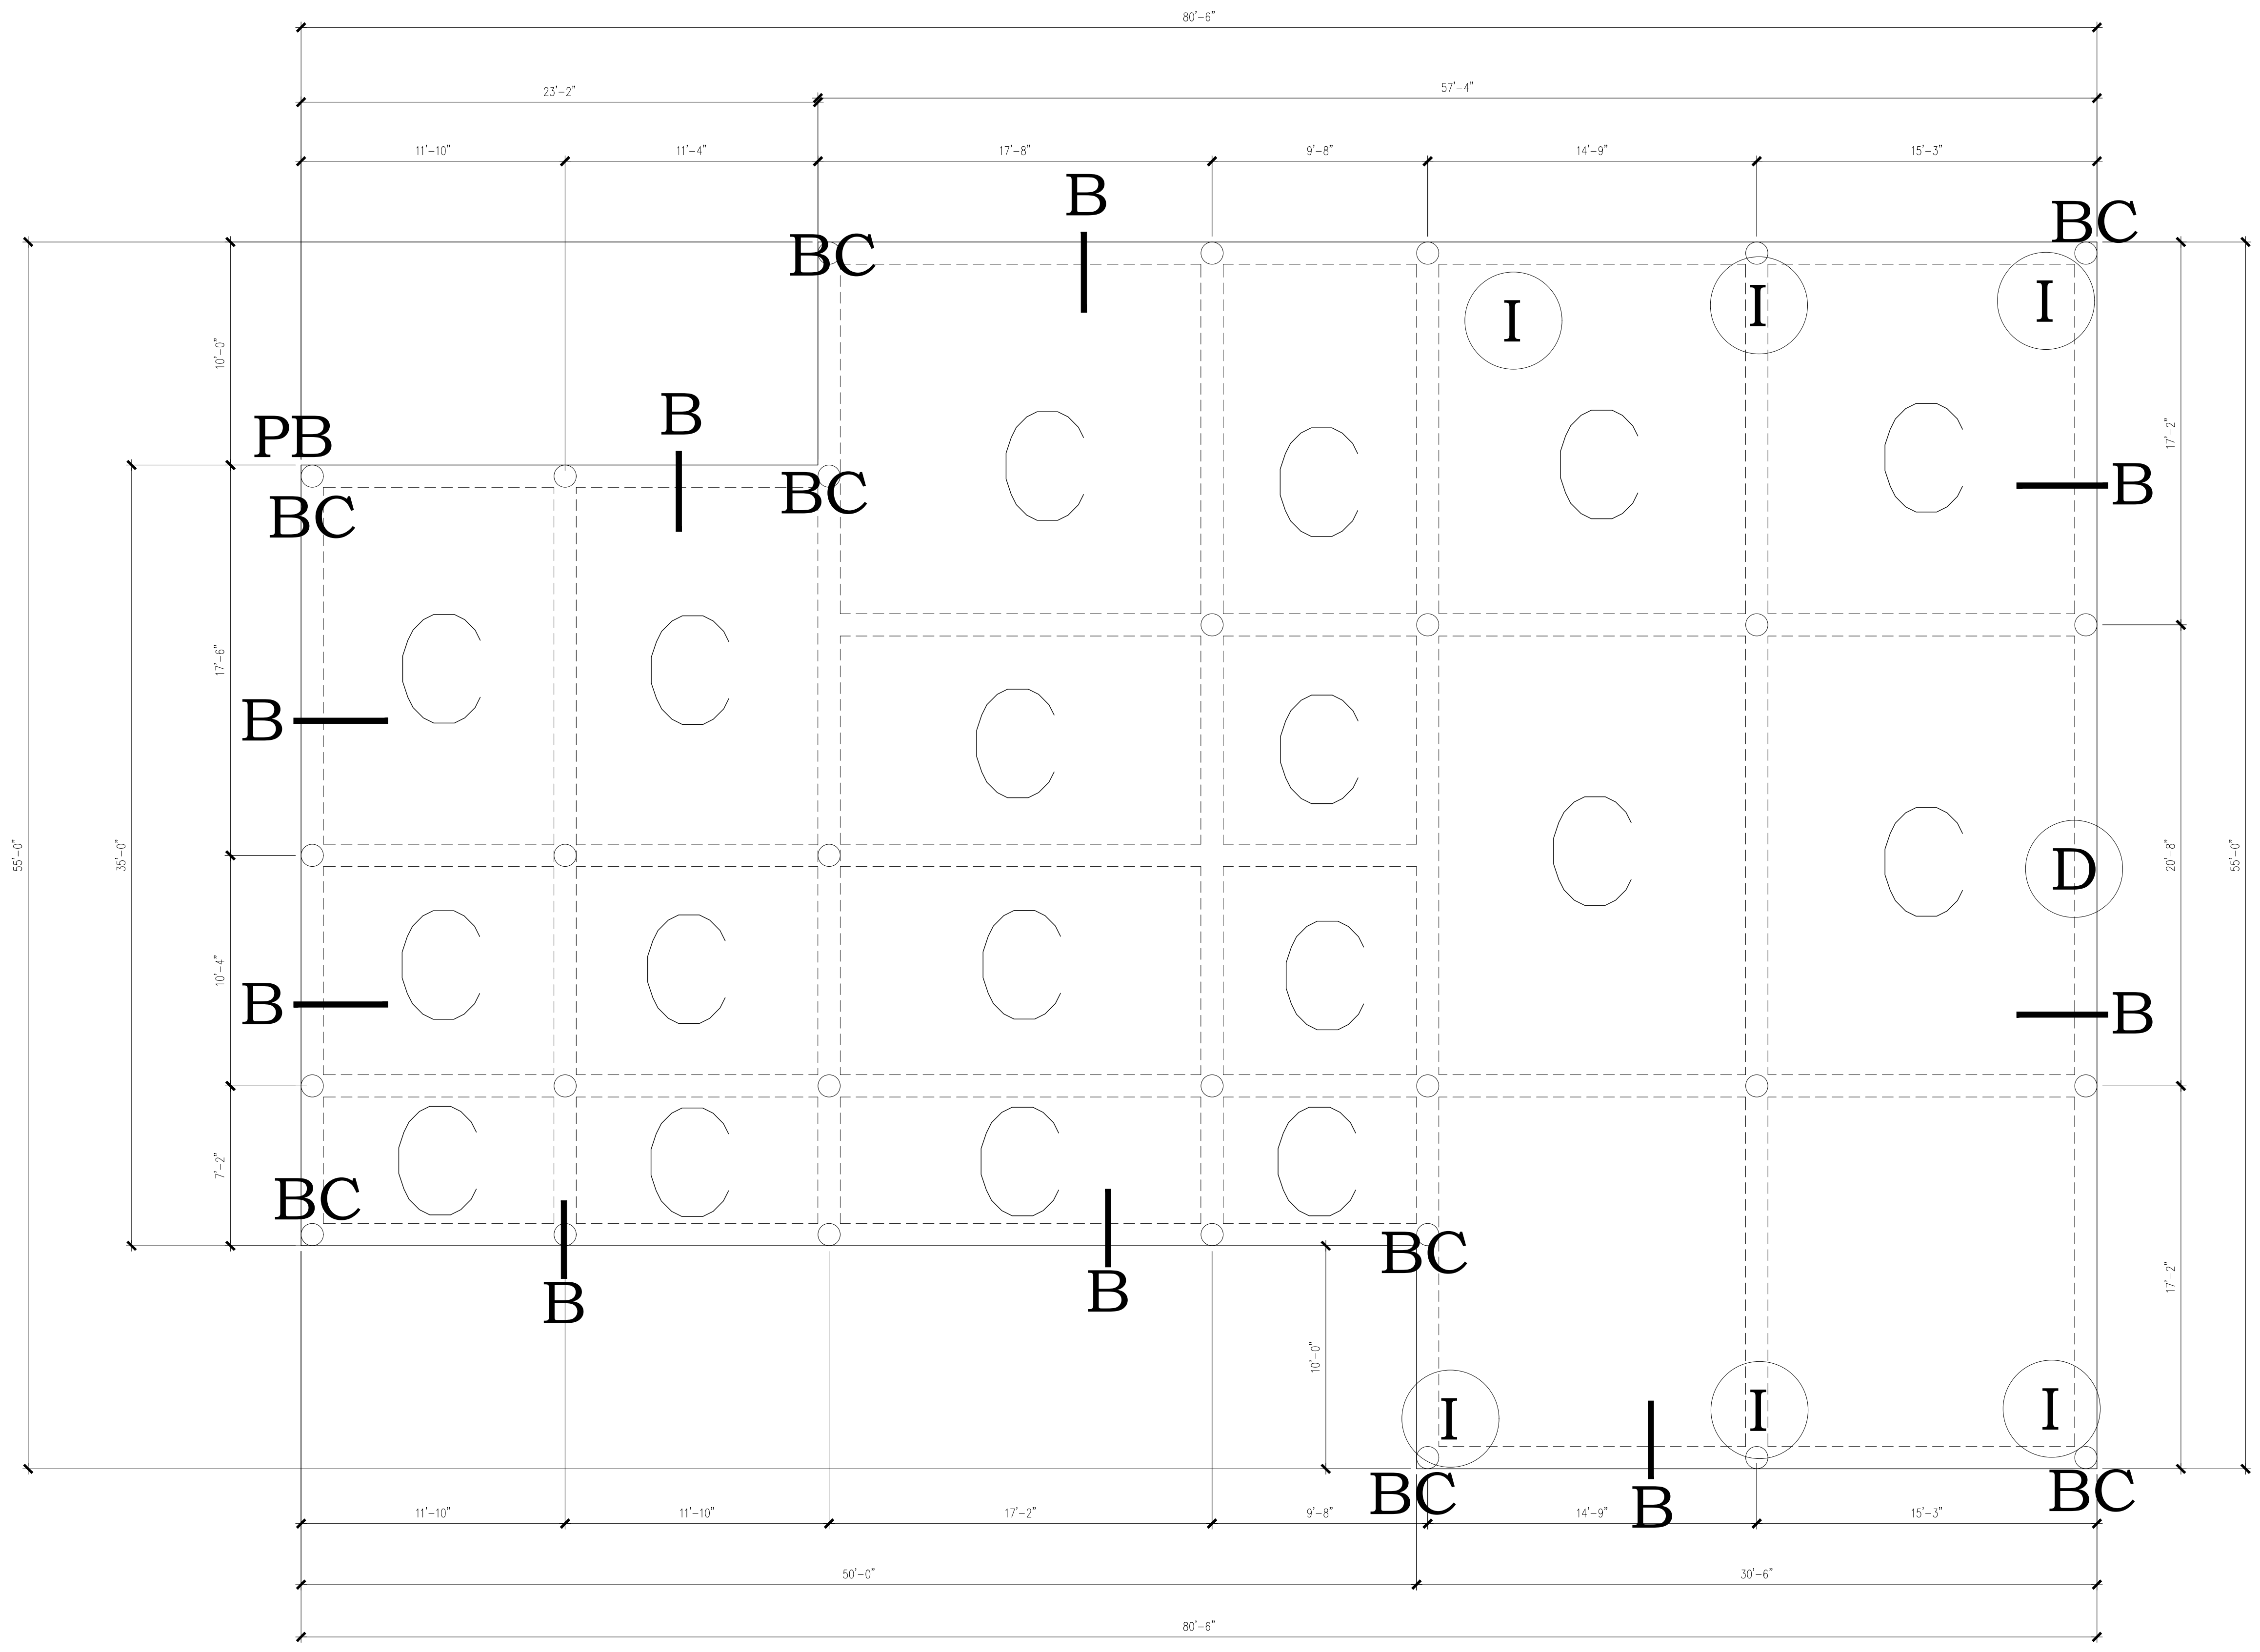 80'-6"
23'-2" 57'-4"
11'-10" 11'-4" 17'-8" 9'-8" 14'-9" 15'-3"
B
BC BC
I I I
10'-0"
17'-2"
PB B
C C C C
B
BC BC
17'-6"
C C
B
C C
55'-0" 35'-0"
C C D
20'-8" 55'-0"
10'-4"
C C C C
B B
7'-2"
C C C C
BC
BC
B B
17'-2"
10'-0"
I I I
BC B BC
11'-10" 11'-10" 17'-2" 9'-8" 14'-9" 15'-3"
50'-0" 30'-6"
80'-6"